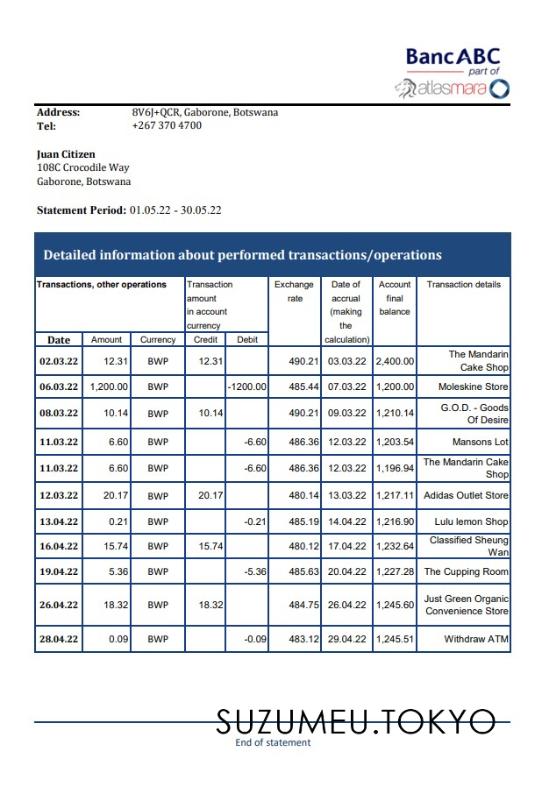 BancABC
part of
atlasmara
Address: 8V6J+QCR, Gaborone, Botswana
Tel: +267 370 4700
Juan Citizen
108C Crocodile Way
Gaborone, Botswana
Statement Period: 01.05.22 - 30.05.22
Detailed information about performed transactions/operations
Transactions, other operations Transaction Exchange Date of Account Transaction details
amount rate accrual final
in account (making balance
currency the
Date Amount Currency Credit Debit calculation)
02.03.22 12.31 BWP 12.31 490.21 03.03.22 2,400.00 The Mandarin
Cake Shop
06.03.22 1,200.00 BWP -1200.00 485.44 07.03.22 1,200.00 Moleskine Store
08.03.22 10.14 BWP 10.14 490.21 09.03.22 1,210.14 G.O.D. - Goods
Of Desire
11.03.22 6.60 BWP -6.60 486.36 12.03.22 1,203.54 Mansons Lot
11.03.22 6.60 BWP -6.60 486.36 12.03.22 1,196.94 The Mandarin Cake
Shop
12.03.22 20.17 BWP 20.17 480.14 13.03.22 1,217.11 Adidas Outlet Store
13.04.22 0.21 BWP -0.21 485.19 14.04.22 1,216.90 Lulu lemon Shop
16.04.22 15.74 BWP 15.74 480.12 17.04.22 1,232.64 Classified Sheung
Wan
19.04.22 5.36 BWP -5.36 485.63 20.04.22 1,227.28 The Cupping Room
26.04.22 18.32 BWP 18.32 484.75 26.04.22 1,245.60 Just Green Organic
Convenience Store
28.04.22 0.09 BWP -0.09 483.12 29.04.22 1,245.51 Withdraw ATM
SUZUMEU.TOKYO
End of statement